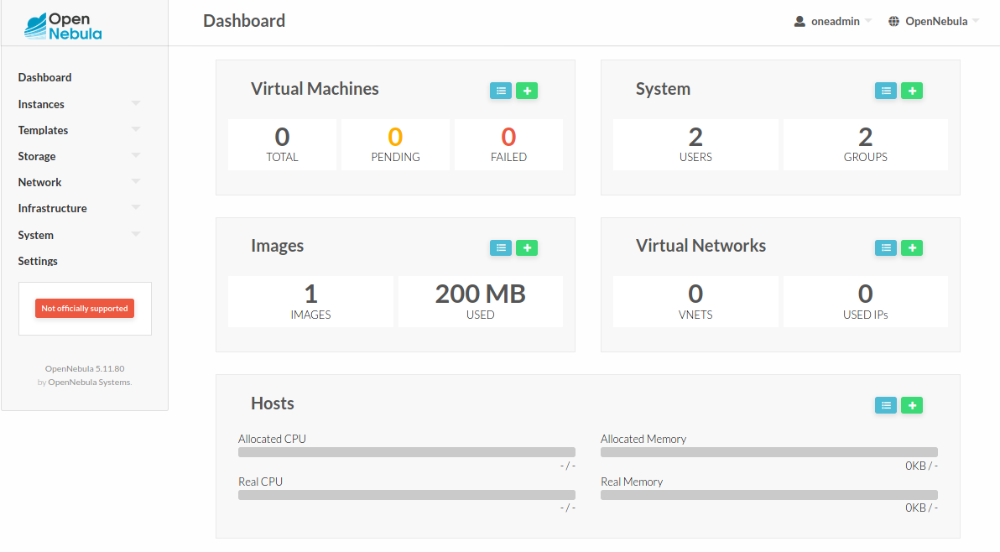 Open
Nebula
Dashboard
oneadmin
OpenNebula
Dashboard
Instances
Templates
Storage
Network
Infrastructure
System
Settings
Not officially supported
OpenNebula 5.11.80
by OpenNebula Systems.
Virtual Machines
0
TOTAL
0
PENDING
0
FAILED
System
2
USERS
2
GROUPS
Images
1
IMAGES
200 MB
USED
Virtual Networks
0
VNETS
0
USED IPs
Hosts
Allocated CPU
- / -
Real CPU
- / -
Allocated Memory
0KB / -
Real Memory
0KB / -